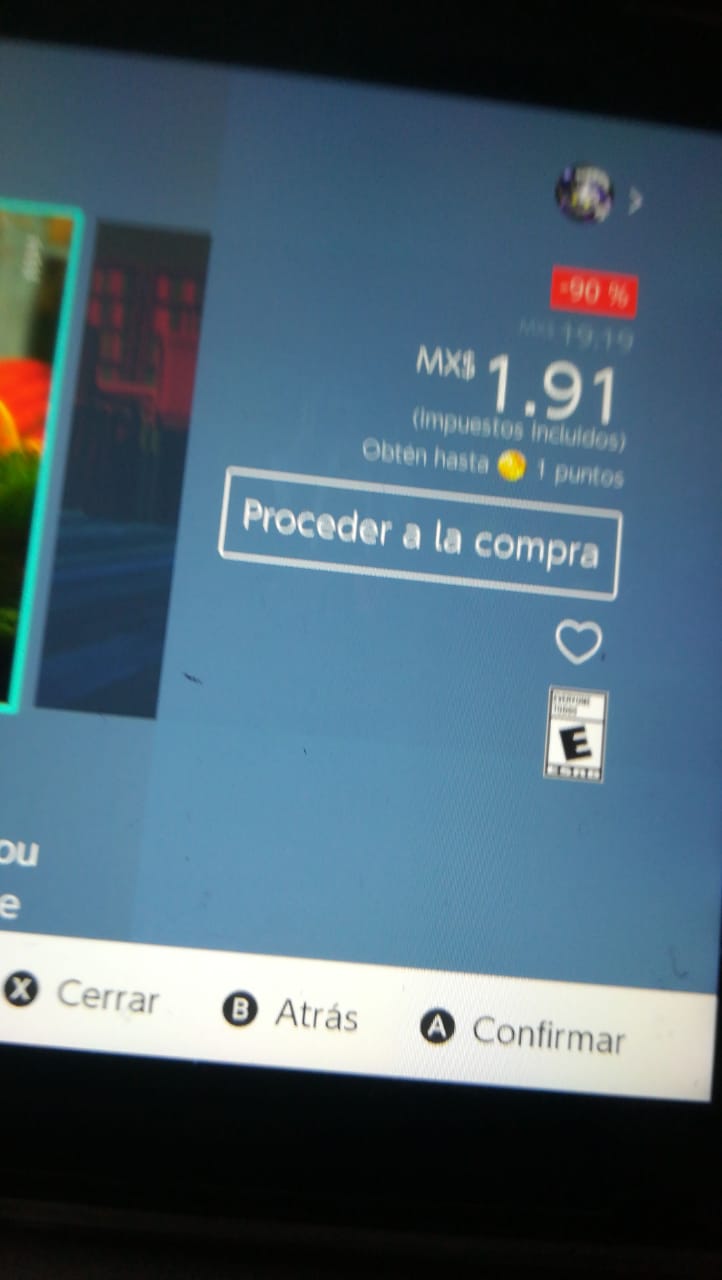 -90 %
MX$ 19.19
MX$ 1.91
(Impuestos incluidos)
Obtén hasta 1 puntos
Proceder a la compra
EVERYONE
E
ESRB
ou
e
X Cerrar
B Atrás
A Confirmar